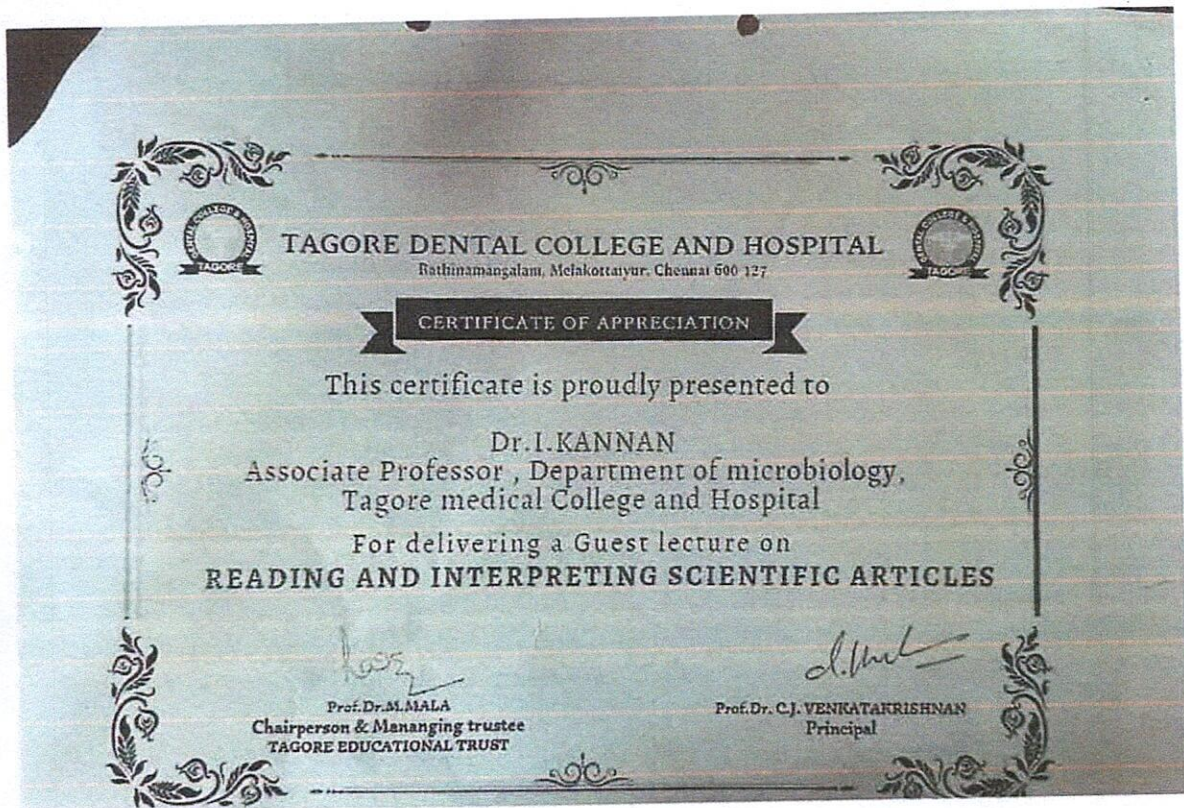 TAGORE DENTAL COLLEGE AND HOSPITAL
Rathinamangalam, Melakottaiyur, Chennai 600 127
TAGORE
TAGORE
CERTIFICATE OF APPRECIATION
This certificate is proudly presented to
Dr.I.KANNAN
Associate Professor , Department of microbiology,
Tagore medical College and Hospital
For delivering a Guest lecture on
READING AND INTERPRETING SCIENTIFIC ARTICLES
Prof.Dr.M.MALA
Chairperson & Mananging trustee
TAGORE EDUCATIONAL TRUST
Prof.Dr. C.J. VENKATAKRISHNAN
Principal